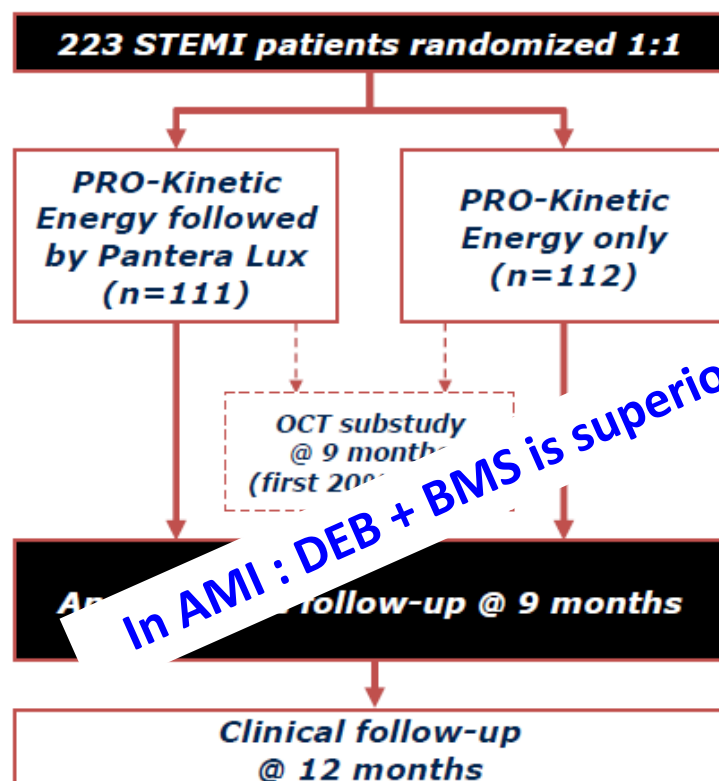 223 STEMI patients randomized 1:1
PRO-Kinetic
Energy followed
by Pantera Lux
(n=111)
PRO-Kinetic
Energy only
(n=112)
OCT substudy
@ 9 months
(first
In AMI : DEB + BMS is
follow-up @ 9 months
Clinical follow-up
@ 12 months